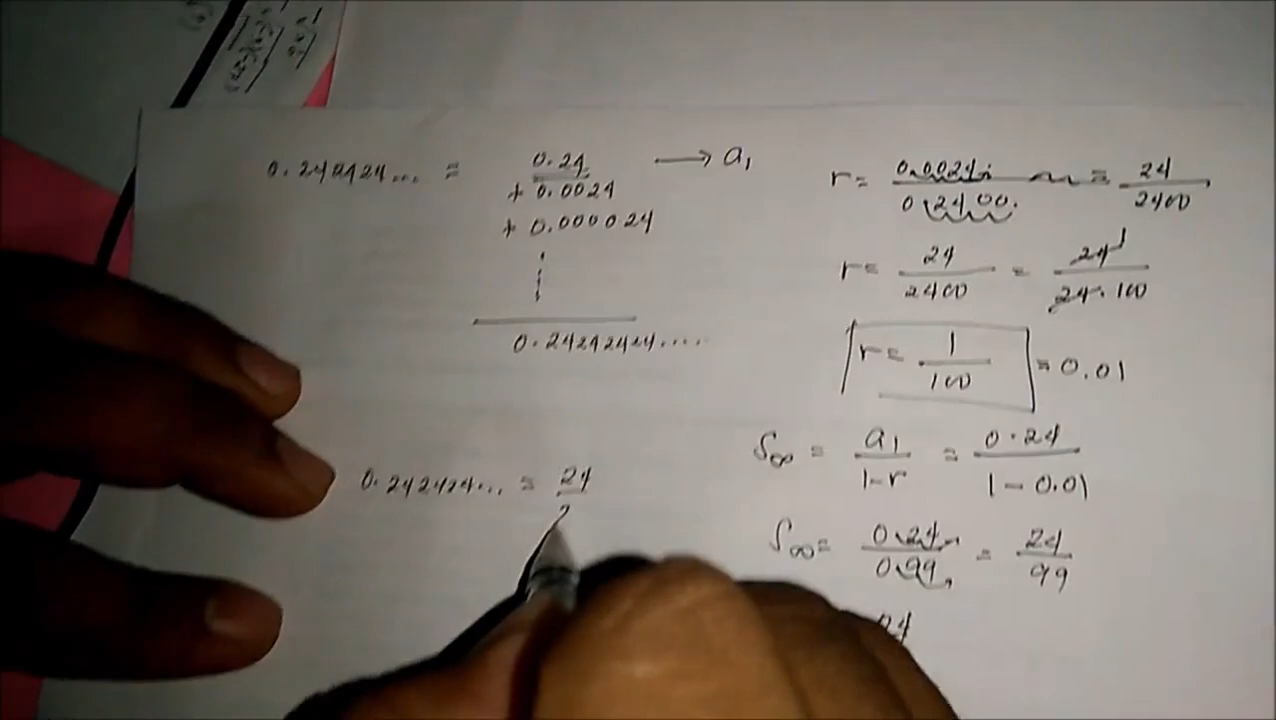 0.242424... = 0.24 → a₁
+ 0.0024
+ 0.000024
0.24242424....
r = 0.0024 / 0.2400 = 24 / 2400
r = 24 / 2400 = 24 1 / 24 · 100
r = 1 / 100 = 0.01
S∞ = a₁ / 1-r = 0.24 / 1 - 0.01
0.242424... = 24 /
S∞ = 0.24 / 0.99 = 24 / 99
24